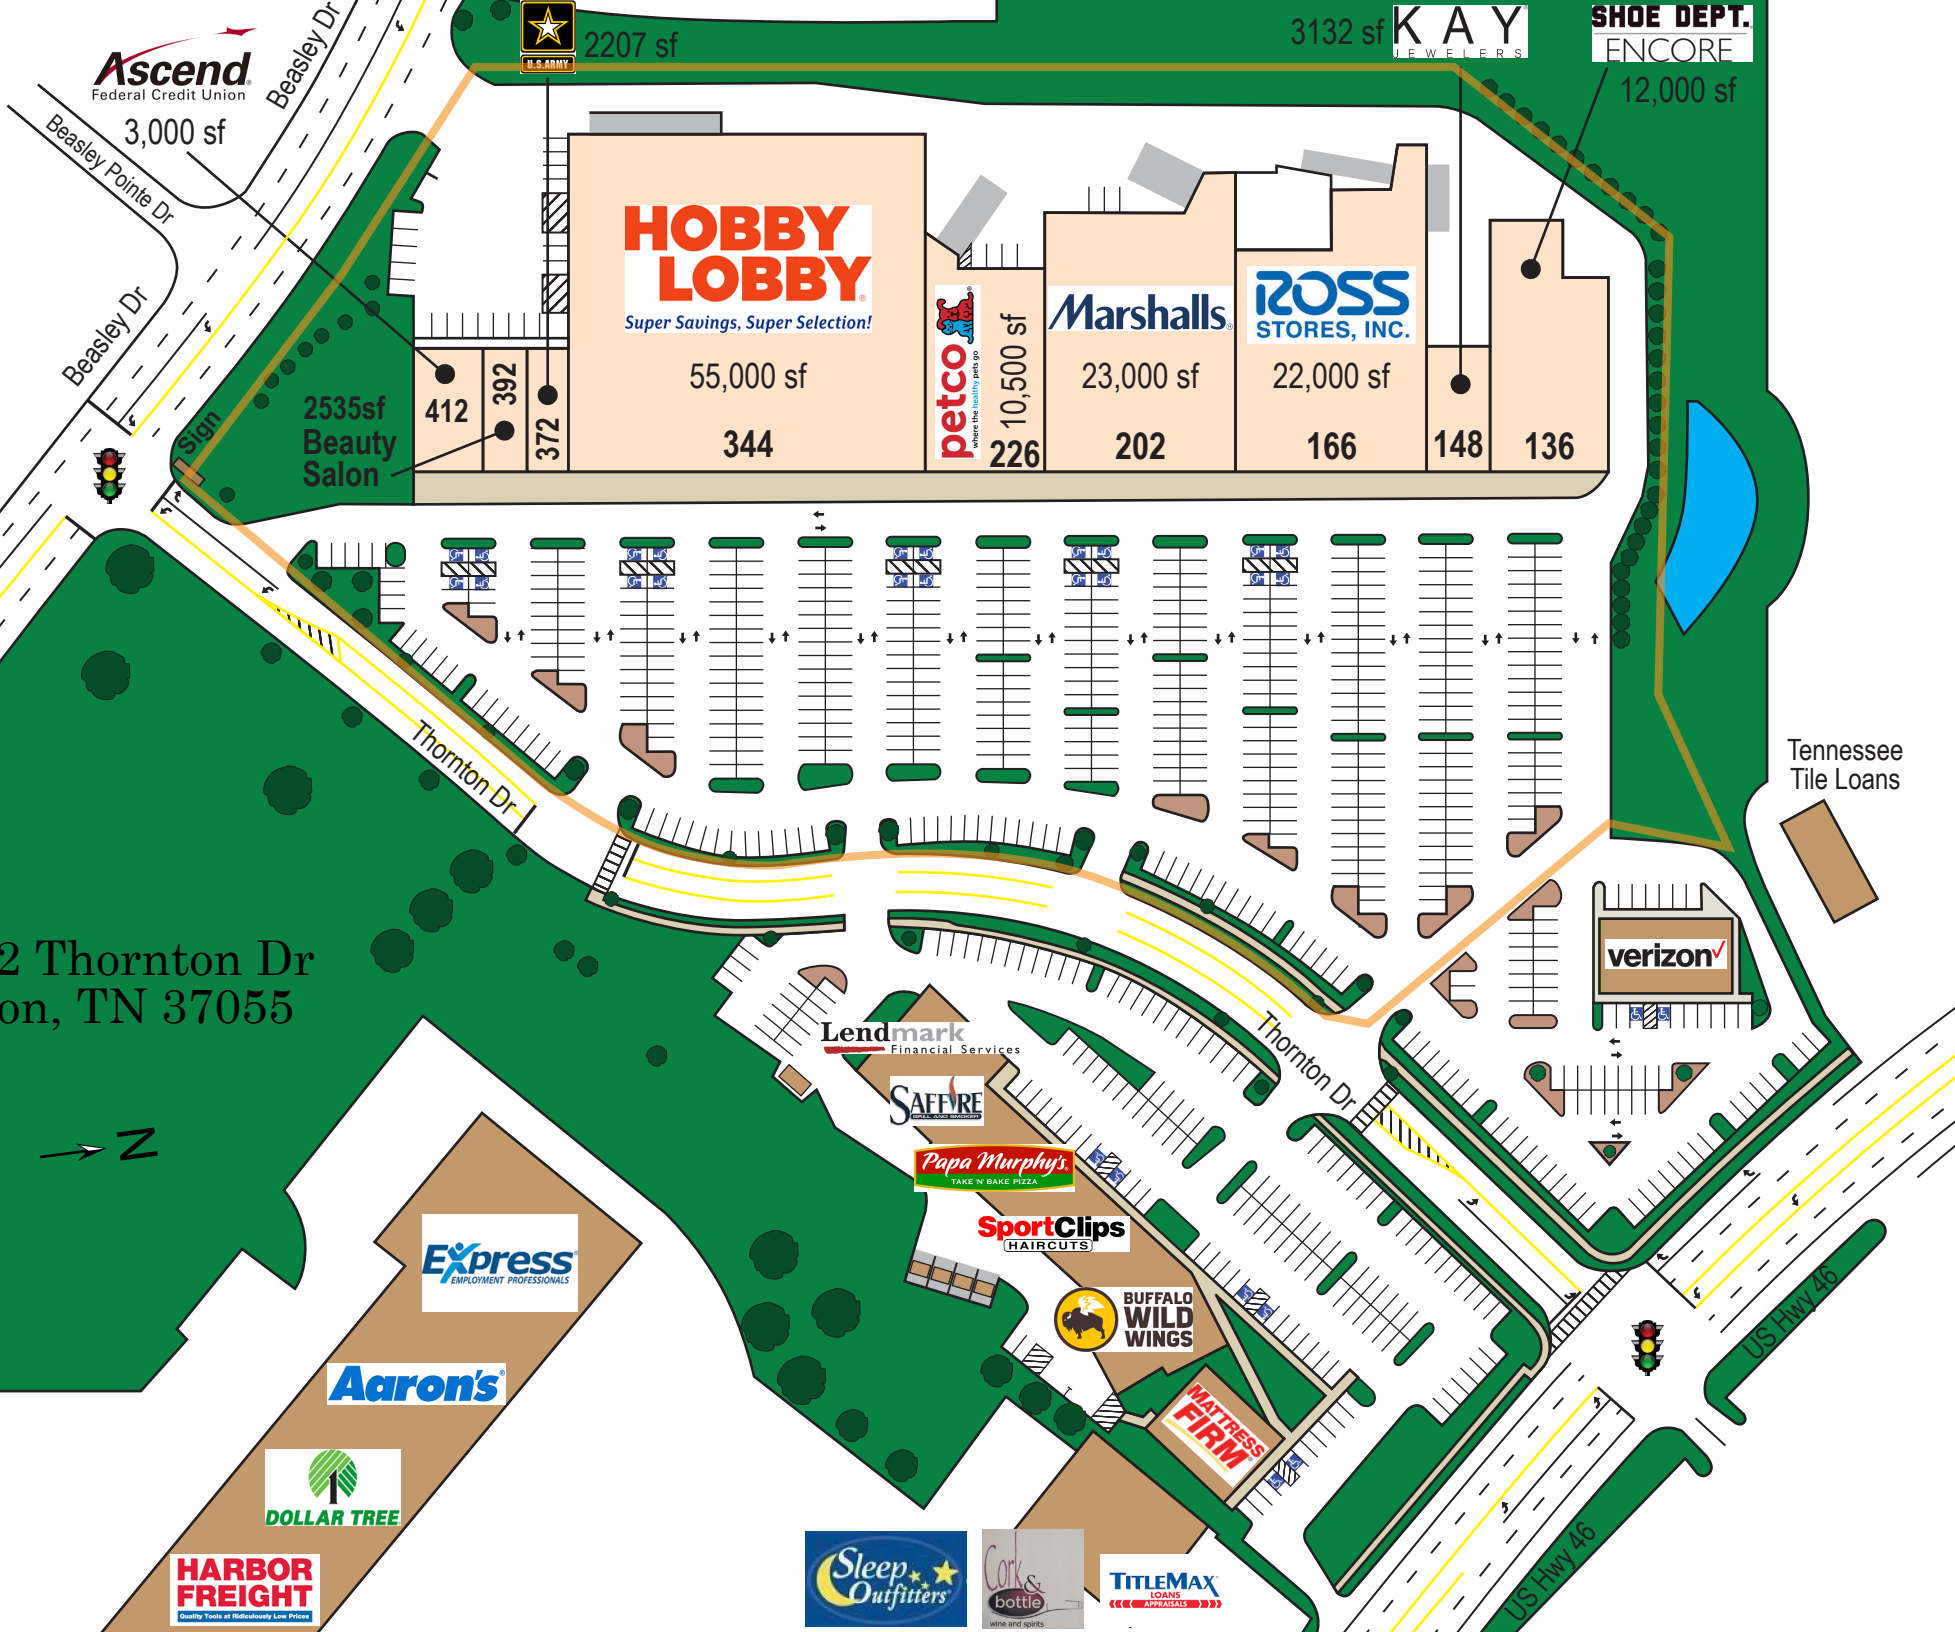 Ascend
Federal Credit Union
3,000 sf
Beasley Dr
Beasley Pointe Dr
Beasley Dr
Sign
U.S.ARMY
2207 sf
3132 sf
KAY
JEWELERS
SHOE DEPT.
ENCORE
12,000 sf
HOBBY
LOBBY
Super Savings, Super Selection!
55,000 sf
344
petco
where the healthy pets go
10,500 sf
226
Marshalls
23,000 sf
202
ROSS
STORES, INC.
22,000 sf
166
148
136
412
392
372
2535sf
Beauty
Salon
Thornton Dr
Tennessee
Tile Loans
verizon
2 Thornton Dr
on, TN 37055
N
Thornton Dr
Lendmark
Financial Services
SAFFIRE
GRILL AND SMOKER
Papa Murphy's
TAKE 'N' BAKE PIZZA
SportClips
HAIRCUTS
BUFFALO
WILD
WINGS
MATTRESS
FIRM
US Hwy 46
US Hwy 46
Express
EMPLOYMENT PROFESSIONALS
Aaron's
DOLLAR TREE
HARBOR
FREIGHT
Quality Tools at Ridiculously Low Prices
Sleep
Outfitters
Cork
&
bottle
wine and spirits
TITLEMAX
LOANS
APPRAISALS